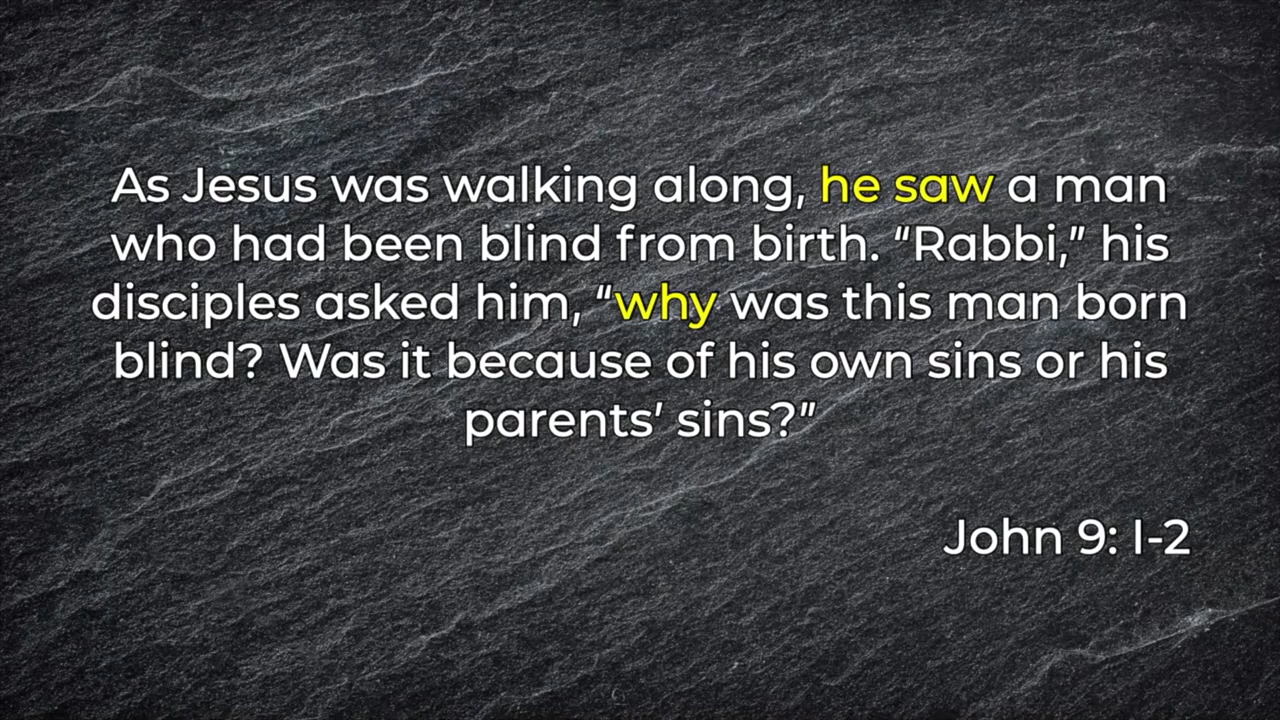 As Jesus was walking along, he saw a man
who had been blind from birth. “Rabbi,” his
disciples asked him, “why was this man born
blind? Was it because of his own sins or his
parents’ sins?”
John 9: I-2